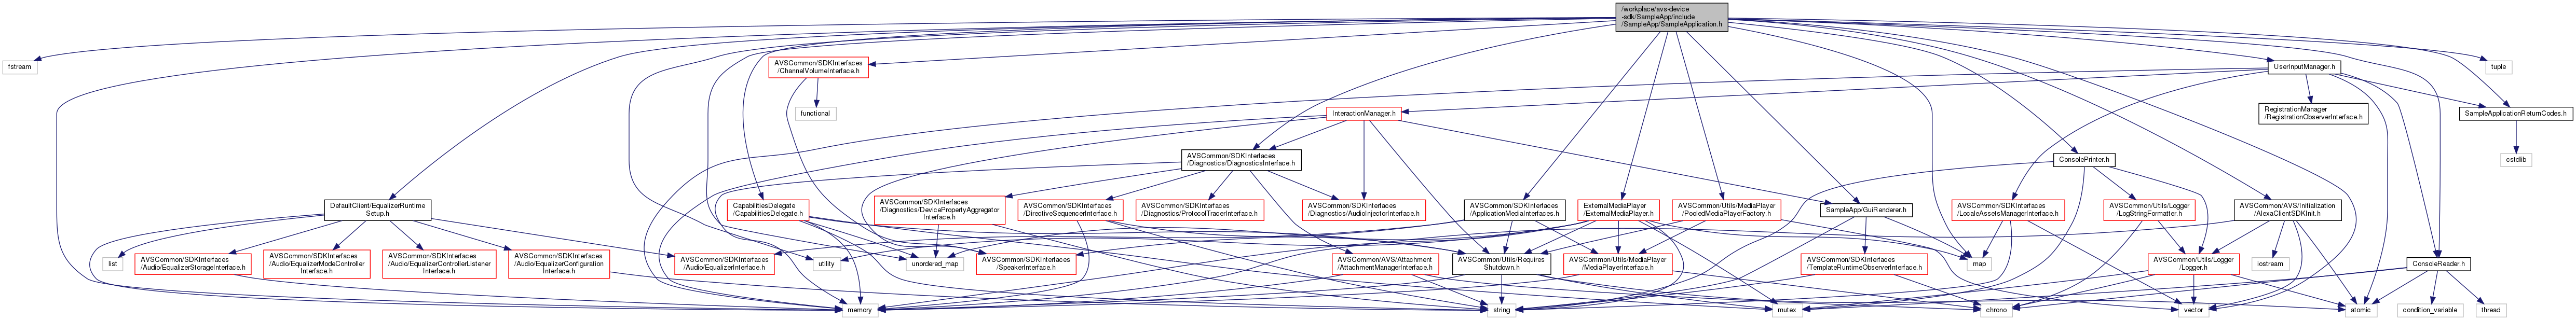 /workplace/avs-device
-sdk/SampleApp/include
/SampleApp/SampleApplication.h
fstream
AVSCommon/SDKInterfaces
/ChannelVolumeInterface.h
UserInputManager.h
tuple
functional
InteractionManager.h
RegistrationManager
/RegistrationObserverInterface.h
SampleApplicationReturnCodes.h
AVSCommon/SDKInterfaces
/Diagnostics/DiagnosticsInterface.h
ConsolePrinter.h
cstdlib
DefaultClient/EqualizerRuntime
Setup.h
CapabilitiesDelegate
/CapabilitiesDelegate.h
AVSCommon/SDKInterfaces
/Diagnostics/DevicePropertyAggregator
Interface.h
AVSCommon/SDKInterfaces
/DirectiveSequencerInterface.h
AVSCommon/SDKInterfaces
/Diagnostics/ProtocolTracerInterface.h
AVSCommon/SDKInterfaces
/Diagnostics/AudioInjectorInterface.h
AVSCommon/SDKInterfaces
/ApplicationMediaInterfaces.h
ExternalMediaPlayer
/ExternalMediaPlayer.h
AVSCommon/Utils/MediaPlayer
/PooledMediaPlayerFactory.h
SampleApp/GuiRenderer.h
AVSCommon/SDKInterfaces
/LocaleAssetsManagerInterface.h
AVSCommon/Utils/Logger
/LogStringFormatter.h
AVSCommon/AVS/Initialization
/AlexaClientSDKInit.h
list
AVSCommon/SDKInterfaces
/Audio/EqualizerStorageInterface.h
AVSCommon/SDKInterfaces
/Audio/EqualizerModeController
Interface.h
AVSCommon/SDKInterfaces
/Audio/EqualizerControllerListener
Interface.h
AVSCommon/SDKInterfaces
/Audio/EqualizerConfiguration
Interface.h
AVSCommon/SDKInterfaces
/Audio/EqualizerInterface.h
utility
unordered_map
AVSCommon/SDKInterfaces
/SpeakerInterface.h
AVSCommon/AVS/Attachment
/AttachmentManagerInterface.h
AVSCommon/Utils/Requires
Shutdown.h
AVSCommon/Utils/MediaPlayer
/MediaPlayerInterface.h
AVSCommon/SDKInterfaces
/TemplateRuntimeObserverInterface.h
map
AVSCommon/Utils/Logger
/Logger.h
iostream
ConsoleReader.h
memory
string
mutex
chrono
vector
atomic
condition_variable
thread